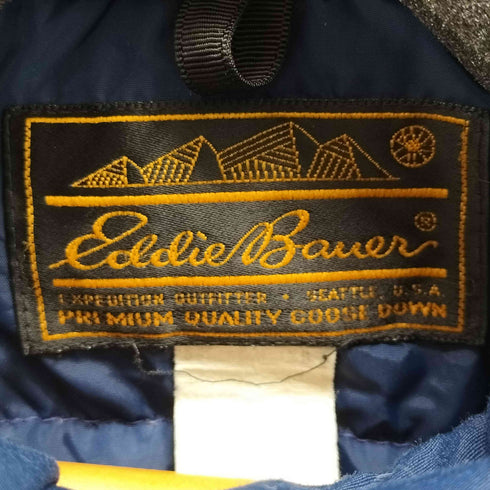 Eddie Bauer®
EXPEDITION OUTFITTER • SEATTLE, U.S.A.
PREMIUM QUALITY GOOSE DOWN